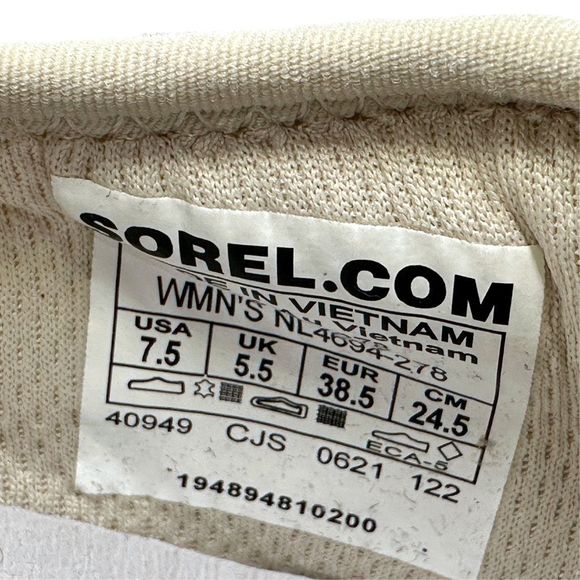 SOREL.COM
IN VIETNAM
Vietnam
WMN'S NL4694-278
USA UK EUR CM
7.5 5.5 38.5 24.5
ECA-5
40949 CJS 0621 122
194894810200